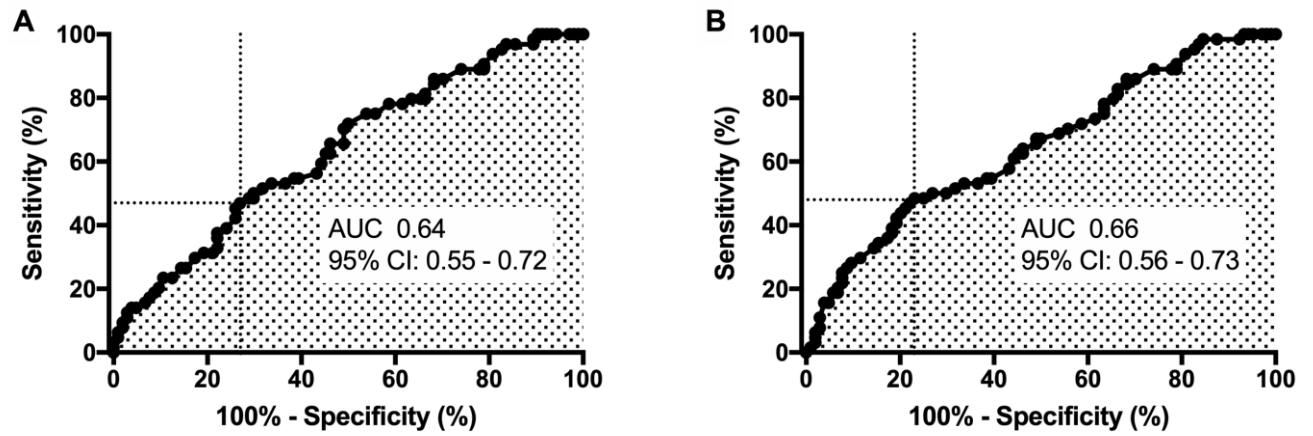 A
100
80
60
40
20
0
Sensitivity (%)
AUC 0.64
95% CI: 0.55 - 0.72
0 20 40 60 80 100
100% - Specificity (%)
B
100
80
60
40
20
0
Sensitivity (%)
AUC 0.66
95% CI: 0.56 - 0.73
0 20 40 60 80 100
100% - Specificity (%)